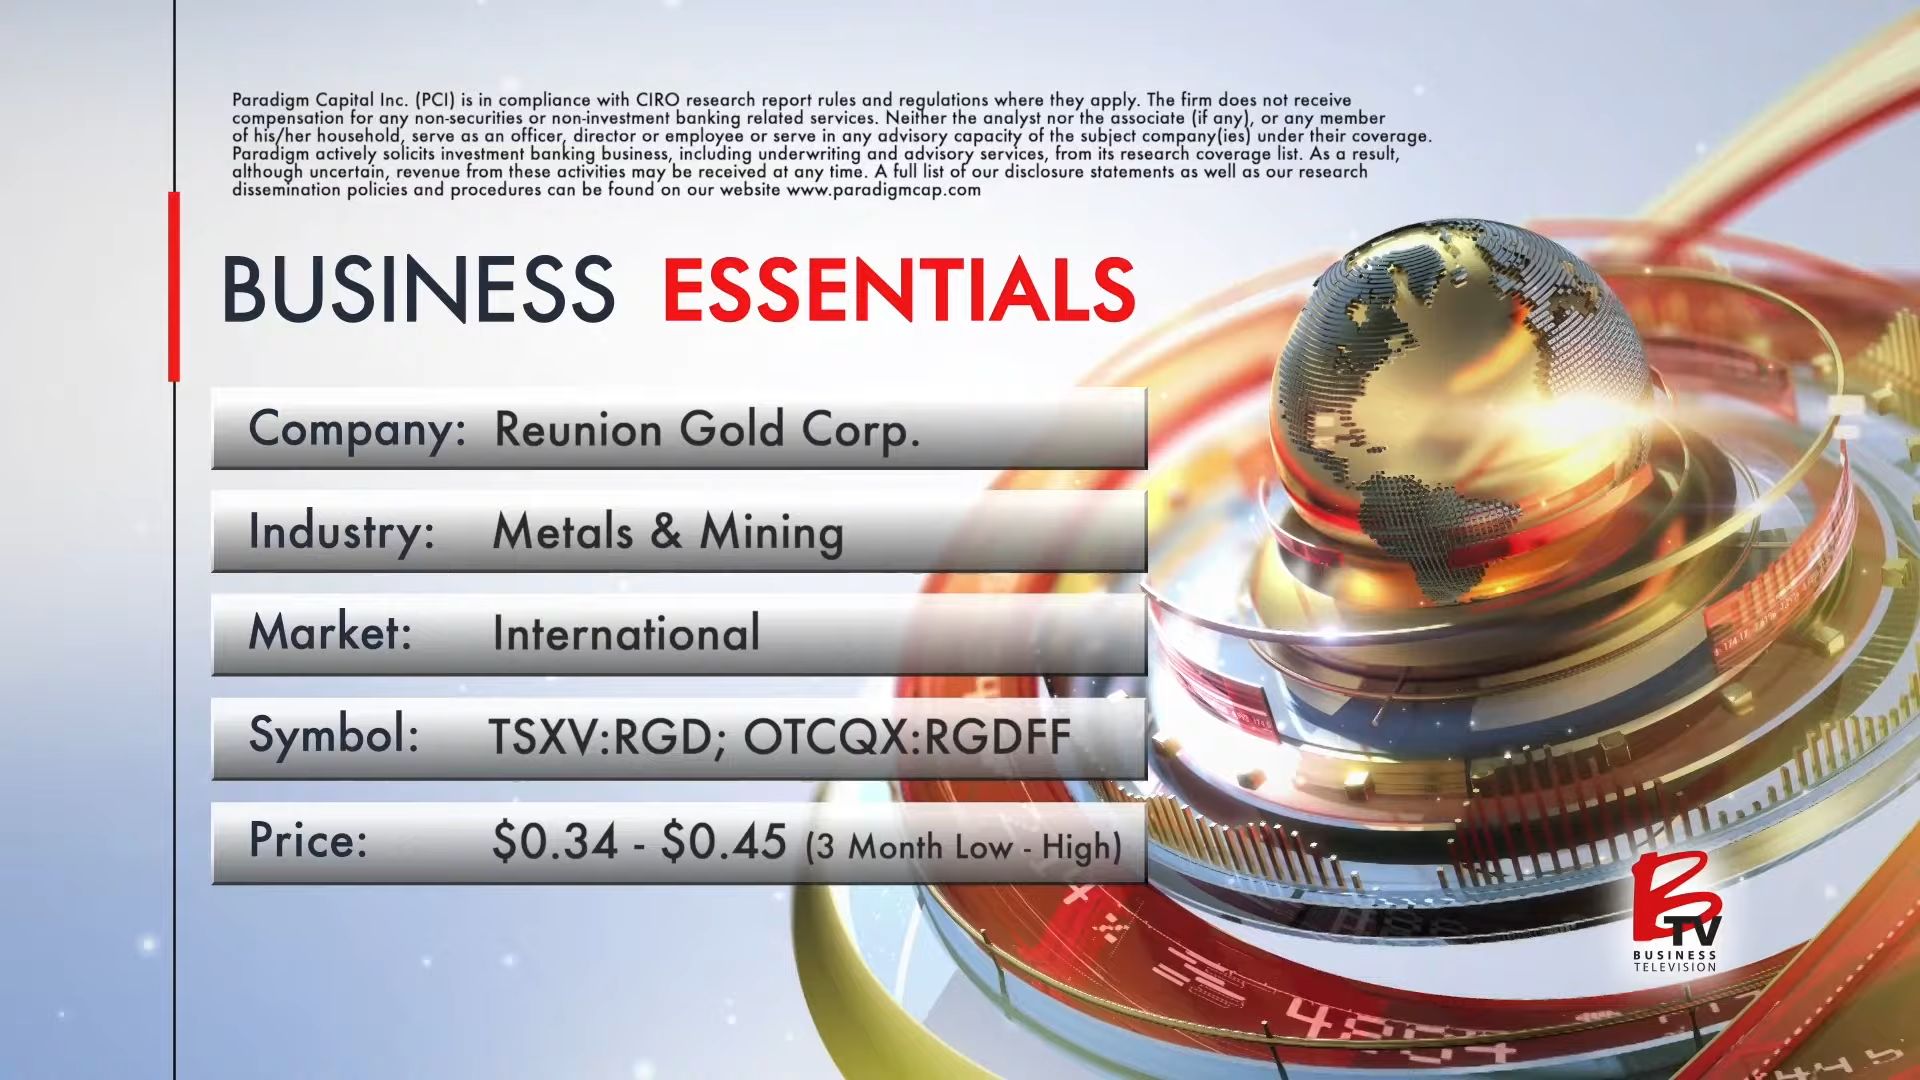 Paradigm Capital Inc. (PCI) is in compliance with CIRO research report rules and regulations where they apply. The firm does not receive
compensation for any non-securities or non-investment banking related services. Neither the analyst nor the associate (if any), or any member
of his/her household, serve as an officer, director or employee or serve in any advisory capacity of the subject company(ies) under their coverage.
Paradigm actively solicits investment banking business, including underwriting and advisory services, from its research coverage list. As a result,
although uncertain, revenue from these activities may be received at any time. A full list of our disclosure statements as well as our research
dissemination policies and procedures can be found on our website www.paradigmcap.com
BUSINESS ESSENTIALS
Company: Reunion Gold Corp.
Industry: Metals & Mining
Market: International
Symbol: TSXV:RGD; OTCQX:RGDFF
Price: $0.34 - $0.45 (3 Month Low - High)
BTV
BUSINESS
TELEVISION